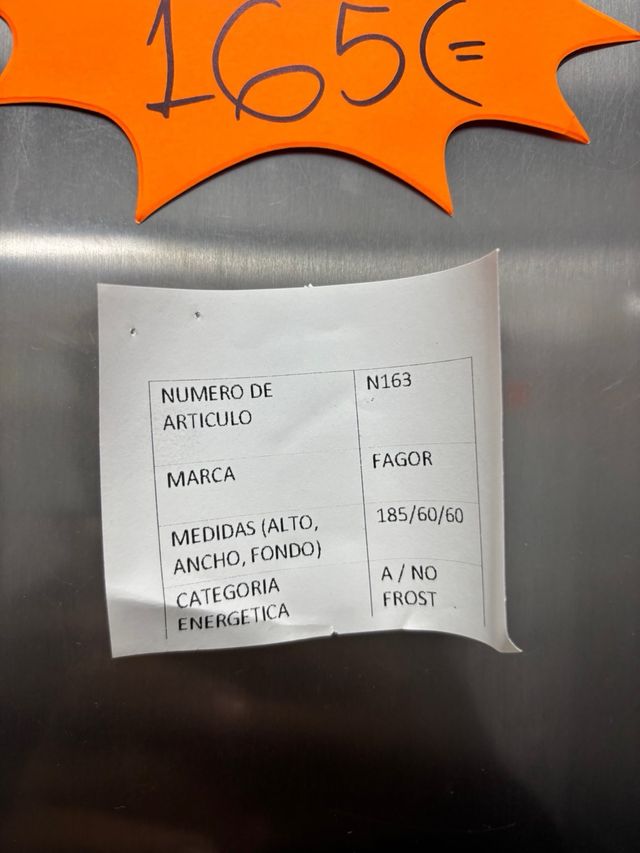 165€
NUMERO DE
ARTICULO
N163
MARCA
FAGOR
MEDIDAS (ALTO,
ANCHO, FONDO)
185/60/60
CATEGORIA
ENERGETICA
A / NO
FROST